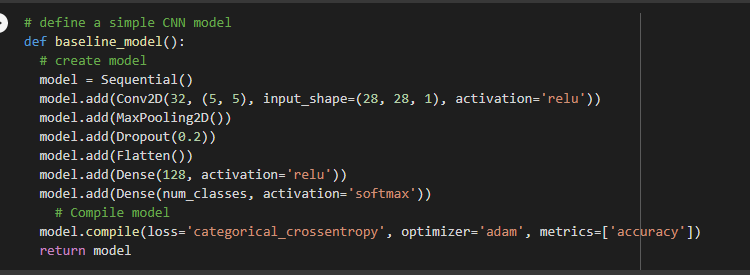 # define a simple CNN model
def baseline_model():
  # create model
  model = Sequential()
  model.add(Conv2D(32, (5, 5), input_shape=(28, 28, 1), activation='relu'))
  model.add(MaxPooling2D())
  model.add(Dropout(0.2))
  model.add(Flatten())
  model.add(Dense(128, activation='relu'))
  model.add(Dense(num_classes, activation='softmax'))
    # Compile model
  model.compile(loss='categorical_crossentropy', optimizer='adam', metrics=['accuracy'])
  return model